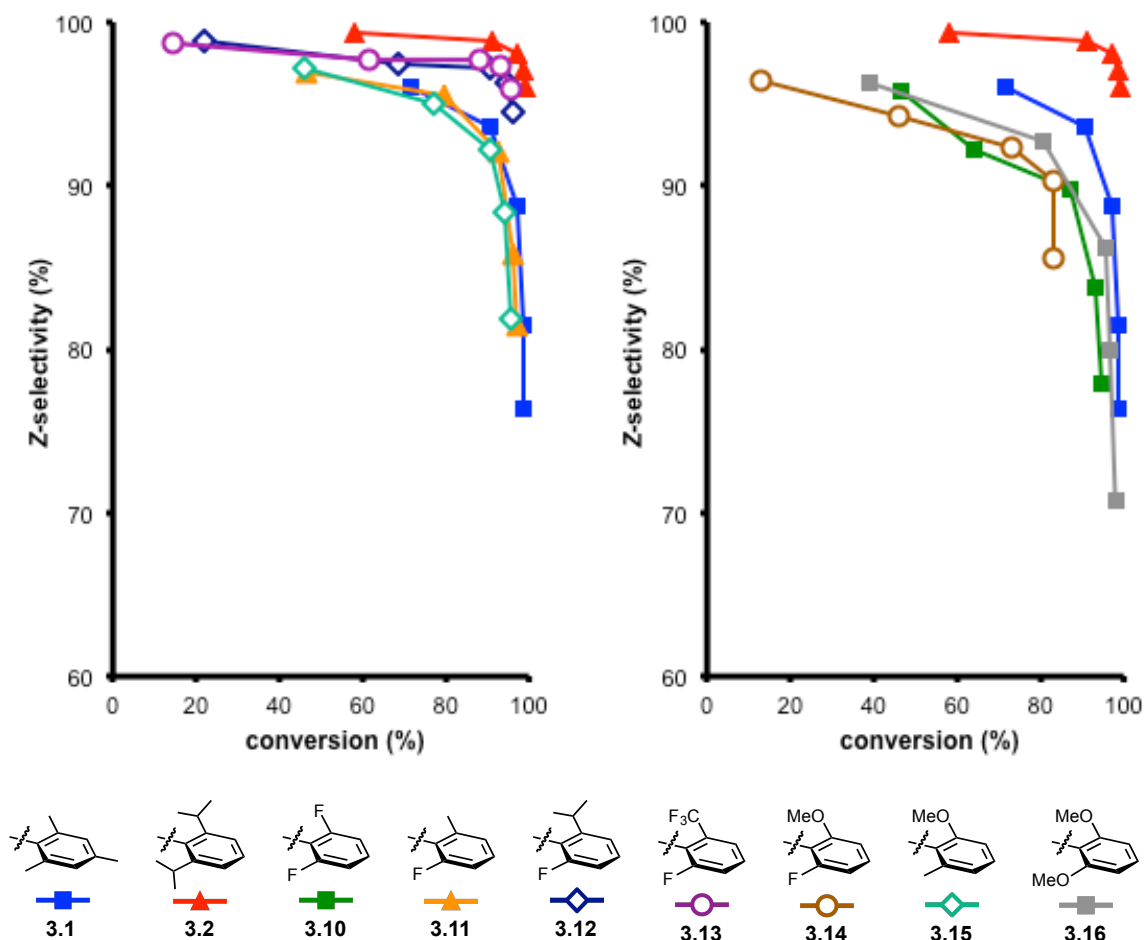 100
90
80
70
60
Z-selectivity (%)
0 20 40 60 80 100
conversion (%)
100
90
80
70
60
Z-selectivity (%)
0 20 40 60 80 100
conversion (%)
F
F
F
F
F3C
F
MeO
F
MeO
MeO
MeO
3.1 3.2 3.10 3.11 3.12 3.13 3.14 3.15 3.16